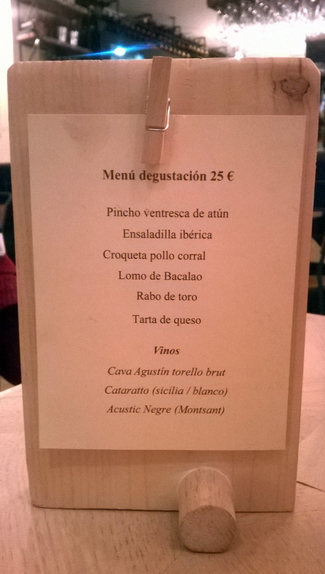 Menú degustación 25 €
Pincho ventresca de atún
Ensaladilla ibérica
Croqueta pollo corral
Lomo de Bacalao
Rabo de toro
Tarta de queso
Vinos
Cava Agustín torello brut
Cataratto (sicilia / blanco)
Acustic Negre (Montsant)